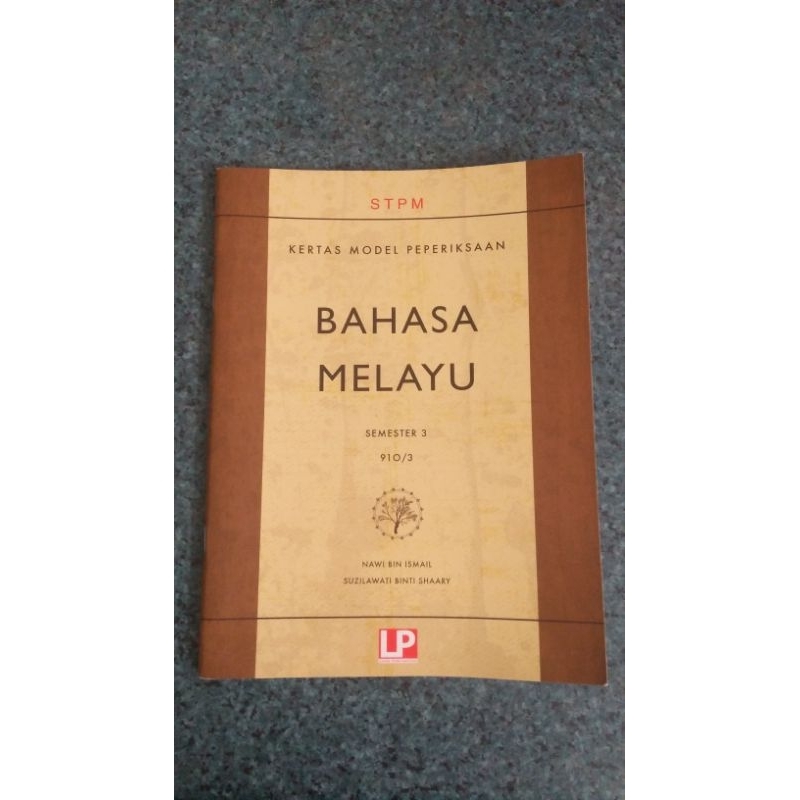 STPM
KERTAS MODEL PEPERIKSAAN
BAHASA
MELAYU
SEMESTER 3
910/3
NAWI BIN ISMAIL
SUZILAWATI BINTI SHAARY
LP